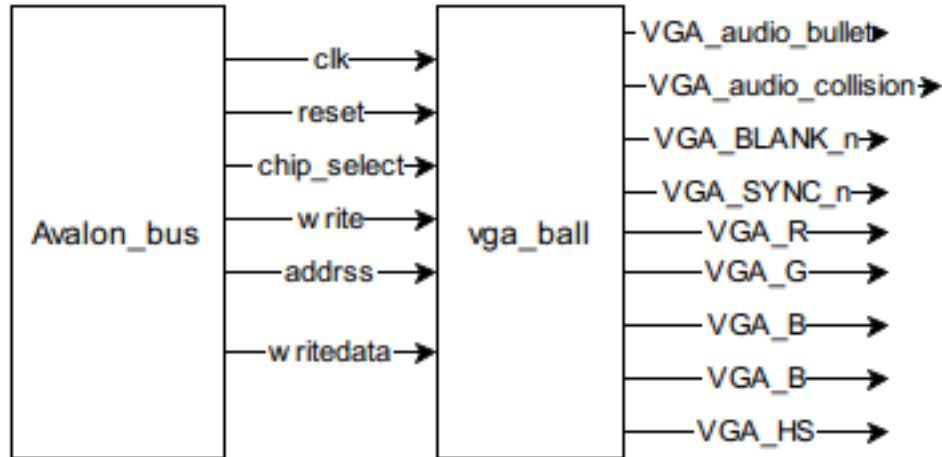 Avalon_bus
clk
reset
chip_select
write
addrss
writedata
vga_ball
VGA_audio_bullet
VGA_audio_collision
VGA_BLANK_n
VGA_SYNC_n
VGA_R
VGA_G
VGA_B
VGA_B
VGA_HS